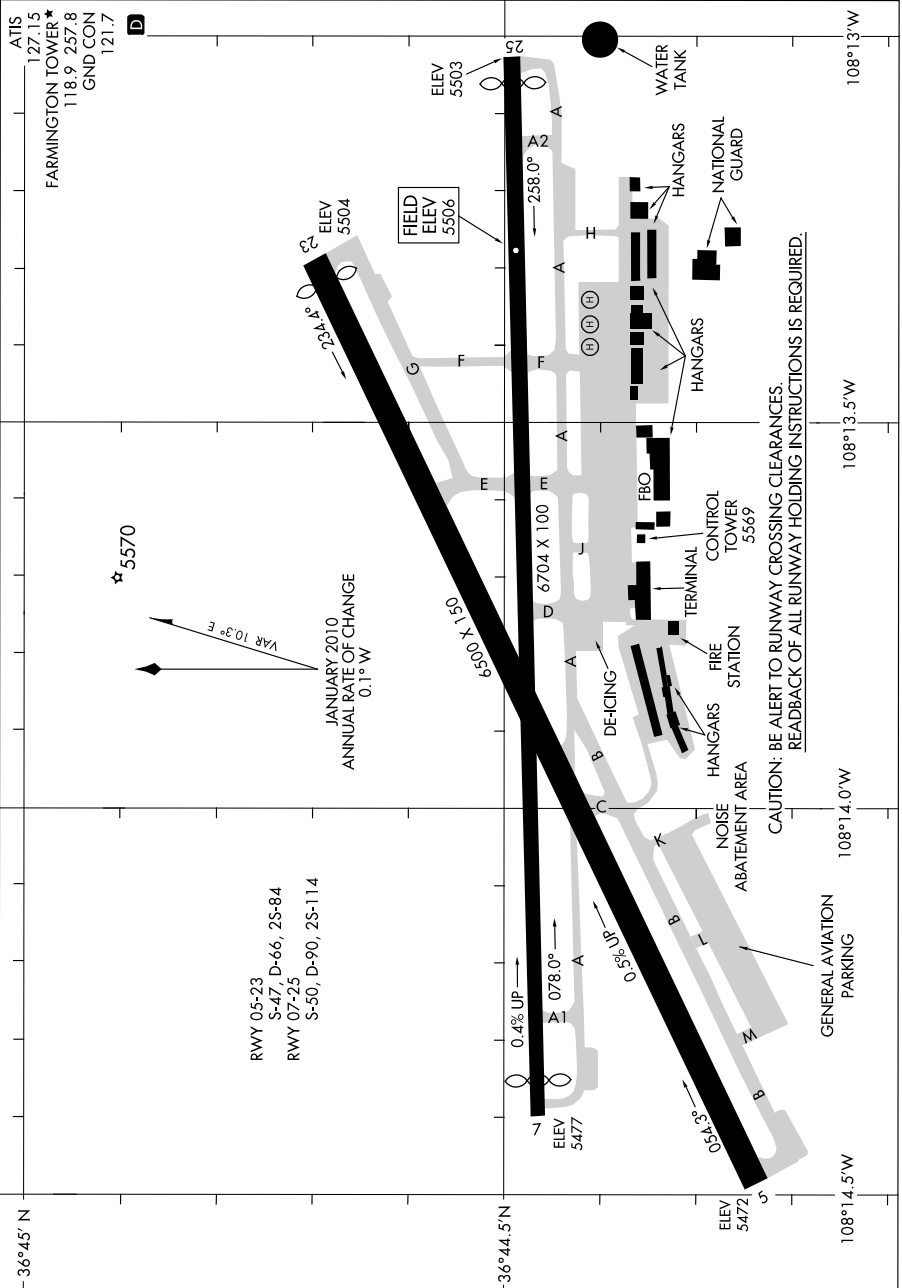 ATIS
127.15
FARMINGTON TOWER★
118.9 257.8
GND CON
121.7
D
25
ELEV
5503
WATER
TANK
108°13'W
A
A2
258.0°
HANGARS
NATIONAL
GUARD
23
ELEV
5504
FIELD
ELEV
5506
234.4°
H
A
H
H
H
G
F
F
HANGARS
108°13.5'W
A
E
E
FBO
6704 X 100
J
CONTROL
TOWER
5569
5570
D
TERMINAL
VAR 10.3° E
JANUARY 2010
ANNUAL RATE OF CHANGE
0.1° W
6500 X 150
A
DE-ICING
FIRE
STATION
HANGARS
B
C
NOISE
ABATEMENT AREA
CAUTION: BE ALERT TO RUNWAY CROSSING CLEARANCES.
READBACK OF ALL RUNWAY HOLDING INSTRUCTIONS IS REQUIRED.
108°14.0'W
K
RWY 05-23
S-47, D-66, 2S-84
RWY 07-25
S-50, D-90, 2S-114
B
L
GENERAL AVIATION
PARKING
0.4% UP
078.0°
A
0.5% UP
A1
M
B
7
ELEV
5477
054.3°
5
ELEV
5472
108°14.5'W
36°45' N
36°44.5'N